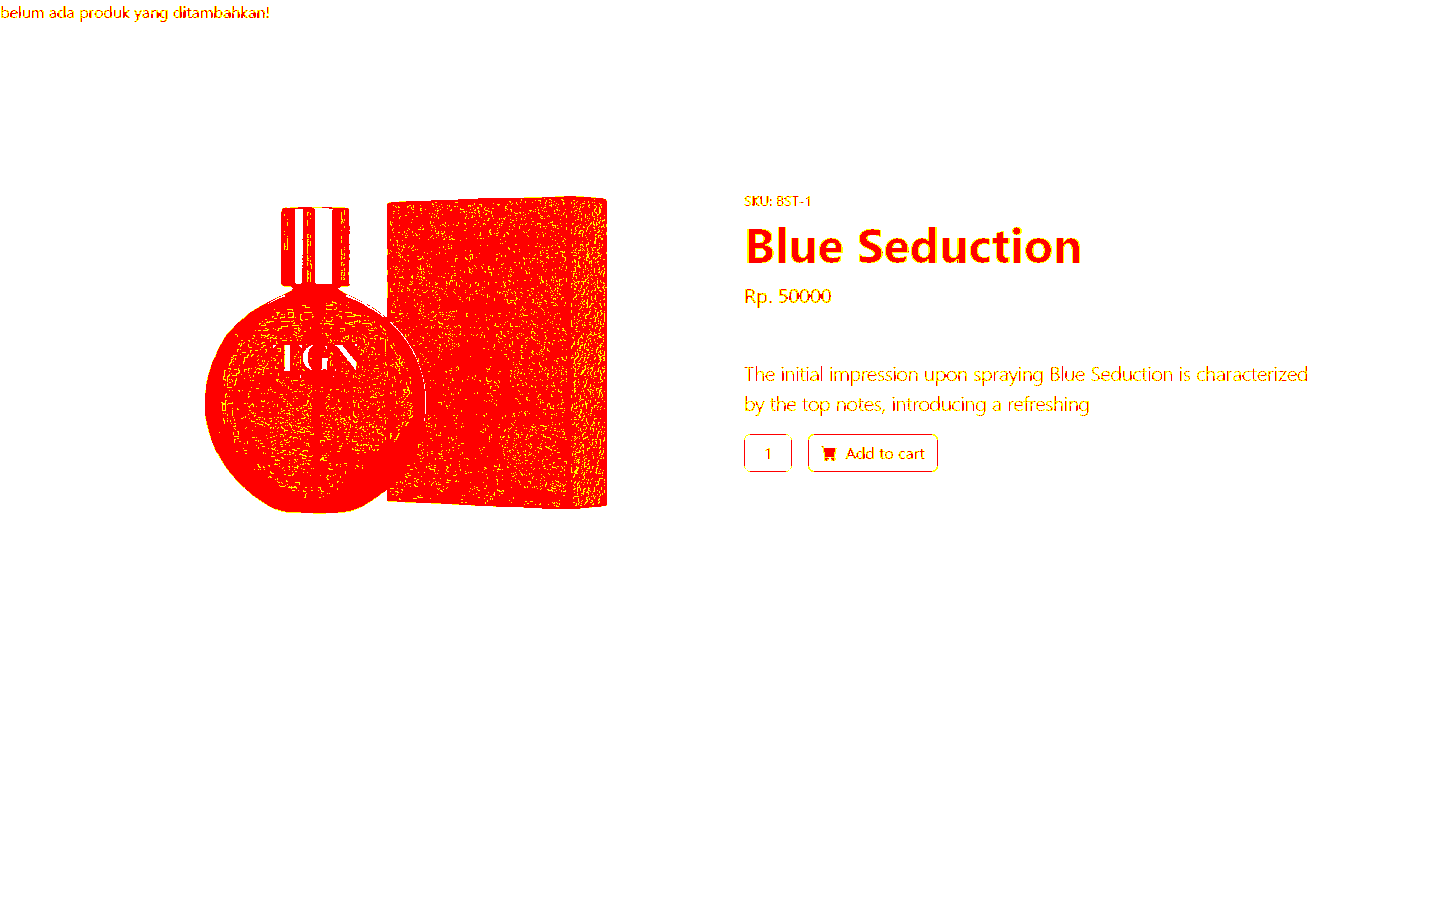 belum ada produk yang ditambahkan!
TGN
SKU: BST-1
Blue Seduction
Rp. 50000
The initial impression upon spraying Blue Seduction is characterized
by the top notes, introducing a refreshing
1
Add to cart